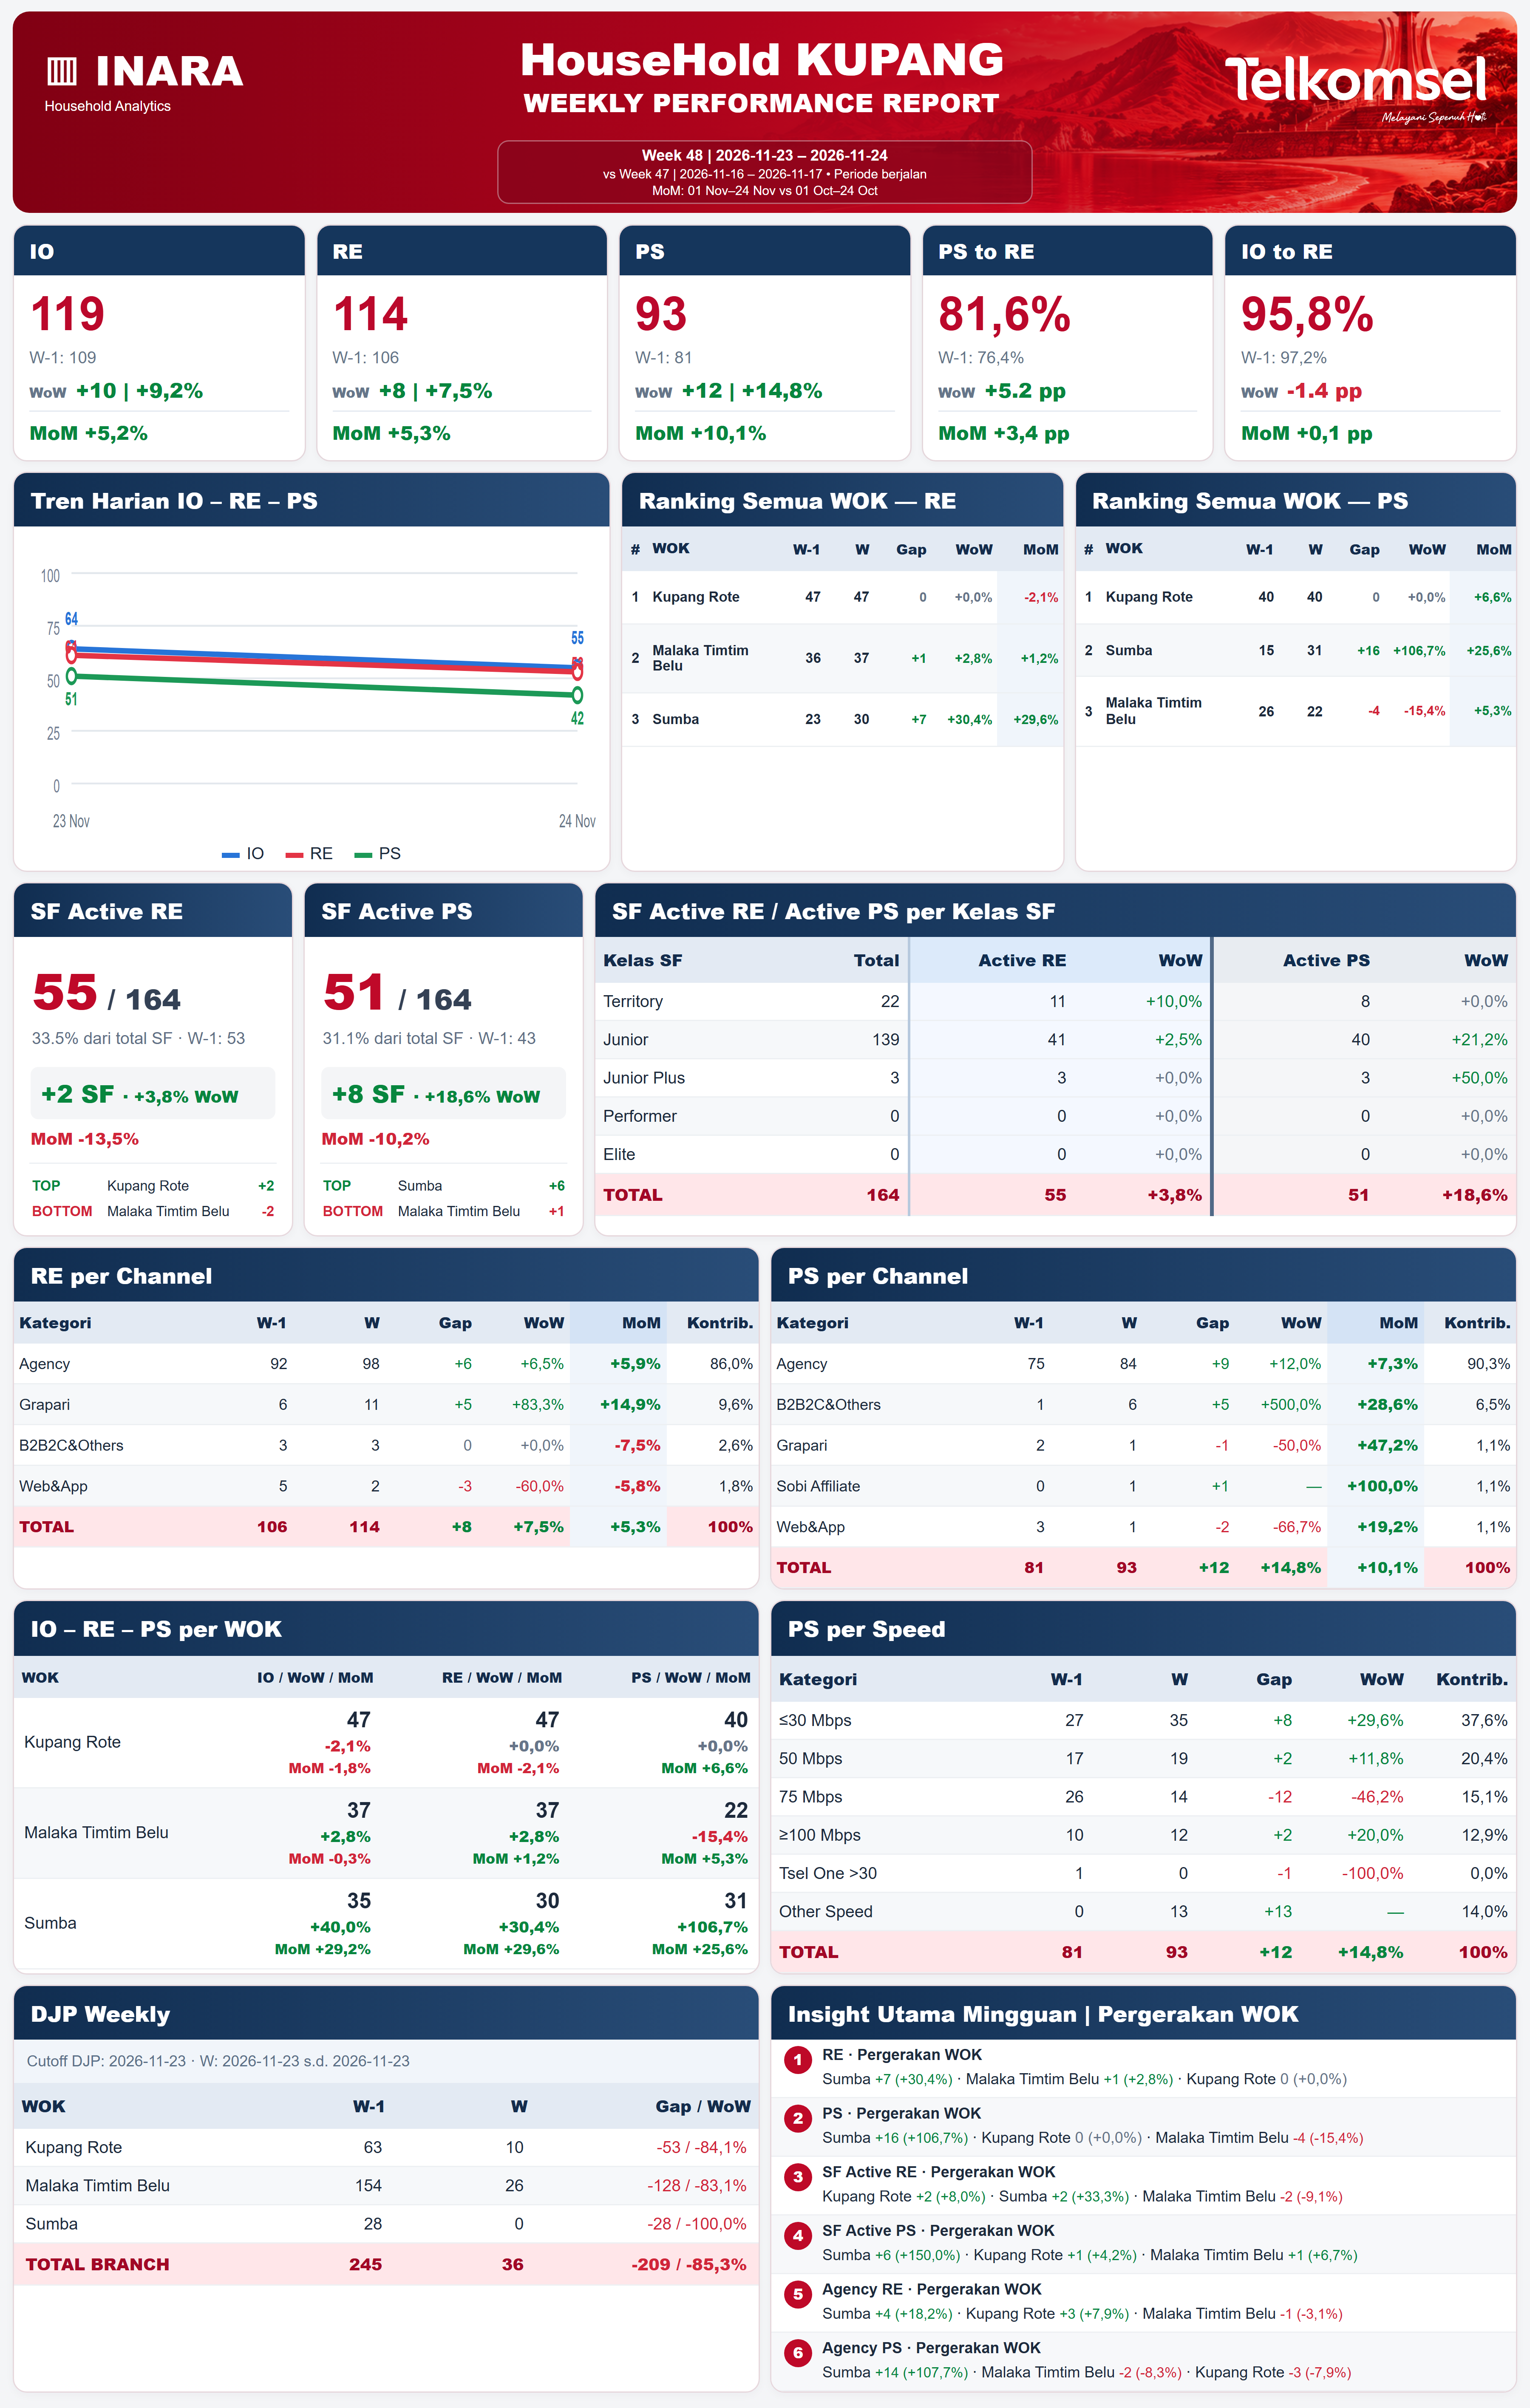 INARA
Household Analytics
HouseHold KUPANG
WEEKLY PERFORMANCE REPORT
Week 48 | 2026-11-23 – 2026-11-24
vs Week 47 | 2026-11-16 – 2026-11-17 • Periode berjalan
MoM: 01 Nov–24 Nov vs 01 Oct–24 Oct
Telkomsel
Melayani Sepenuh Hati
IO
119
W-1: 109
WoW +10 | +9,2%
MoM +5,2%
RE
114
W-1: 106
WoW +8 | +7,5%
MoM +5,3%
PS
93
W-1: 81
WoW +12 | +14,8%
MoM +10,1%
PS to RE
81,6%
W-1: 76,4%
WoW +5.2 pp
MoM +3,4 pp
IO to RE
95,8%
W-1: 97,2%
WoW -1.4 pp
MoM +0,1 pp
Tren Harian IO – RE – PS
100
75
50
25
0
64
51
55
42
23 Nov 24 Nov
IO RE PS
Ranking Semua WOK — RE
# WOK W-1 W Gap WoW MoM
1 Kupang Rote 47 47 0 +0,0% -2,1%
2 Malaka Timtim Belu 36 37 +1 +2,8% +1,2%
3 Sumba 23 30 +7 +30,4% +29,6%
Ranking Semua WOK — PS
# WOK W-1 W Gap WoW MoM
1 Kupang Rote 40 40 0 +0,0% +6,6%
2 Sumba 15 31 +16 +106,7% +25,6%
3 Malaka Timtim Belu 26 22 -4 -15,4% +5,3%
SF Active RE
55 / 164
33.5% dari total SF · W-1: 53
+2 SF · +3,8% WoW
MoM -13,5%
TOP Kupang Rote +2
BOTTOM Malaka Timtim Belu -2
SF Active PS
51 / 164
31.1% dari total SF · W-1: 43
+8 SF · +18,6% WoW
MoM -10,2%
TOP Sumba +6
BOTTOM Malaka Timtim Belu +1
SF Active RE / Active PS per Kelas SF
Kelas SF Total Active RE WoW Active PS WoW
Territory 22 11 +10,0% 8 +0,0%
Junior 139 41 +2,5% 40 +21,2%
Junior Plus 3 3 +0,0% 3 +50,0%
Performer 0 0 +0,0% 0 +0,0%
Elite 0 0 +0,0% 0 +0,0%
TOTAL 164 55 +3,8% 51 +18,6%
RE per Channel
Kategori W-1 W Gap WoW MoM Kontrib.
Agency 92 98 +6 +6,5% +5,9% 86,0%
Grapari 6 11 +5 +83,3% +14,9% 9,6%
B2B2C&Others 3 3 0 +0,0% -7,5% 2,6%
Web&App 5 2 -3 -60,0% -5,8% 1,8%
TOTAL 106 114 +8 +7,5% +5,3% 100%
PS per Channel
Kategori W-1 W Gap WoW MoM Kontrib.
Agency 75 84 +9 +12,0% +7,3% 90,3%
B2B2C&Others 1 6 +5 +500,0% +28,6% 6,5%
Grapari 2 1 -1 -50,0% +47,2% 1,1%
Sobi Affiliate 0 1 +1 — +100,0% 1,1%
Web&App 3 1 -2 -66,7% +19,2% 1,1%
TOTAL 81 93 +12 +14,8% +10,1% 100%
IO – RE – PS per WOK
WOK IO / WoW / MoM RE / WoW / MoM PS / WoW / MoM
47 47 40
Kupang Rote -2,1% +0,0% +0,0%
MoM -1,8% MoM -2,1% MoM +6,6%
37 37 22
Malaka Timtim Belu +2,8% +2,8% -15,4%
MoM -0,3% MoM +1,2% MoM +5,3%
35 30 31
Sumba +40,0% +30,4% +106,7%
MoM +29,2% MoM +29,6% MoM +25,6%
PS per Speed
Kategori W-1 W Gap WoW Kontrib.
≤30 Mbps 27 35 +8 +29,6% 37,6%
50 Mbps 17 19 +2 +11,8% 20,4%
75 Mbps 26 14 -12 -46,2% 15,1%
≥100 Mbps 10 12 +2 +20,0% 12,9%
Tsel One >30 1 0 -1 -100,0% 0,0%
Other Speed 0 13 +13 — 14,0%
TOTAL 81 93 +12 +14,8% 100%
DJP Weekly
Cutoff DJP: 2026-11-23 · W: 2026-11-23 s.d. 2026-11-23
WOK W-1 W Gap / WoW
Kupang Rote 63 10 -53 / -84,1%
Malaka Timtim Belu 154 26 -128 / -83,1%
Sumba 28 0 -28 / -100,0%
TOTAL BRANCH 245 36 -209 / -85,3%
Insight Utama Mingguan | Pergerakan WOK
1 RE · Pergerakan WOK
Sumba +7 (+30,4%) · Malaka Timtim Belu +1 (+2,8%) · Kupang Rote 0 (+0,0%)
2 PS · Pergerakan WOK
Sumba +16 (+106,7%) · Kupang Rote 0 (+0,0%) · Malaka Timtim Belu -4 (-15,4%)
3 SF Active RE · Pergerakan WOK
Kupang Rote +2 (+8,0%) · Sumba +2 (+33,3%) · Malaka Timtim Belu -2 (-9,1%)
4 SF Active PS · Pergerakan WOK
Sumba +6 (+150,0%) · Kupang Rote +1 (+4,2%) · Malaka Timtim Belu +1 (+6,7%)
5 Agency RE · Pergerakan WOK
Sumba +4 (+18,2%) · Kupang Rote +3 (+7,9%) · Malaka Timtim Belu -1 (-3,1%)
6 Agency PS · Pergerakan WOK
Sumba +14 (+107,7%) · Malaka Timtim Belu -2 (-8,3%) · Kupang Rote -3 (-7,9%)